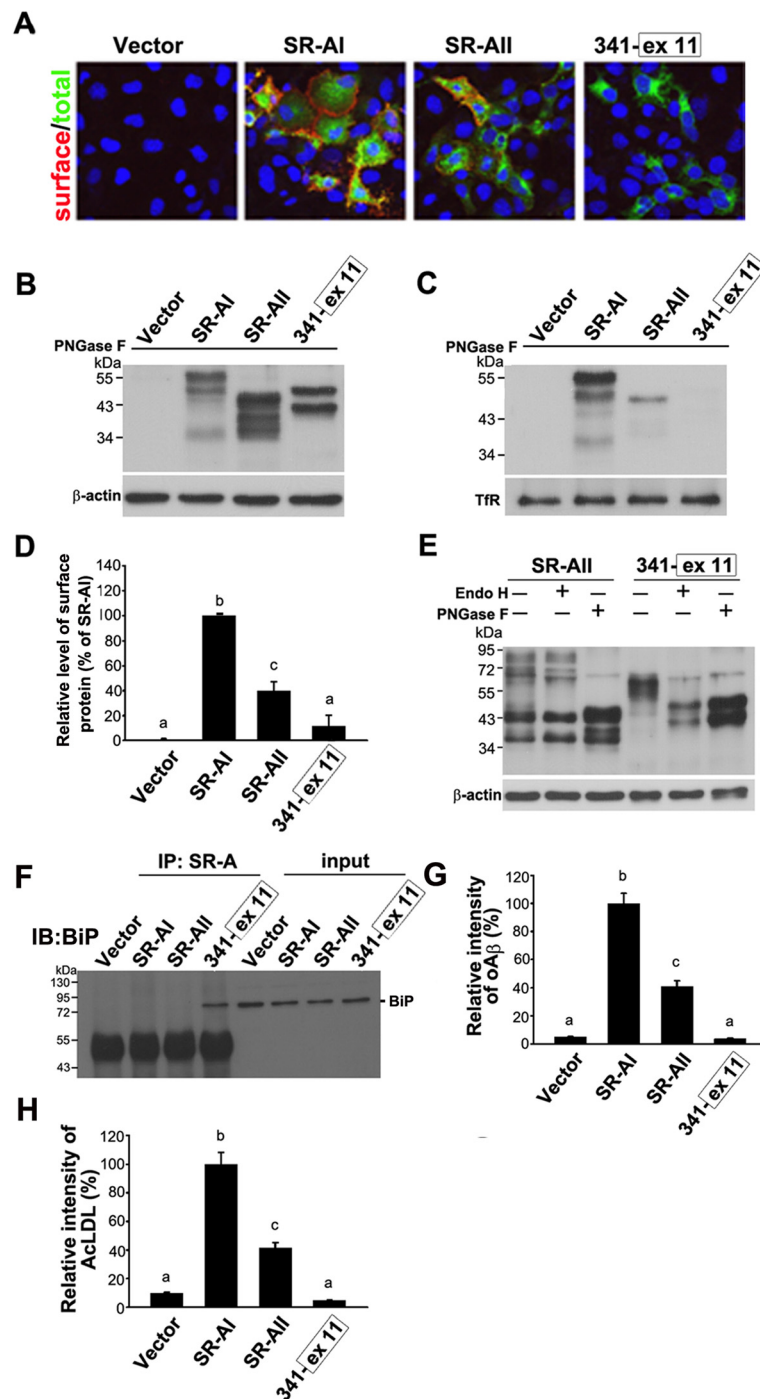 A
Vector
SR-AI
SR-AII
341-ex 11
surface/total
B
Vector
SR-AI
SR-AII
341-ex 11
PNGase F
kDa
55
43
34
β-actin
C
Vector
SR-AI
SR-AII
341-ex 11
PNGase F
kDa
55
43
34
TfR
D
Relative level of surface
protein (% of SR-AI)
140
120
100
80
60
40
20
0
a
b
c
a
Vector
SR-AI
SR-AII
341-ex 11
E
SR-AII
341-ex 11
Endo H
— + — — + —
PNGase F
— — + — — +
kDa
95
72
55
43
34
β-actin
F
IP: SR-A
input
IB:BiP
Vector
SR-AI
SR-AII
341-ex 11
Vector
SR-AI
SR-AII
341-ex 11
kDa
130
95
72
55
43
BiP
G
Relative intensity
of oAβ (%)
120
100
80
60
40
20
0
a
b
c
a
Vector
SR-AI
SR-AII
341-ex 11
H
Relative intensity of
AcLDL (%)
120
100
80
60
40
20
0
a
b
c
a
Vector
SR-AI
SR-AII
341-ex 11